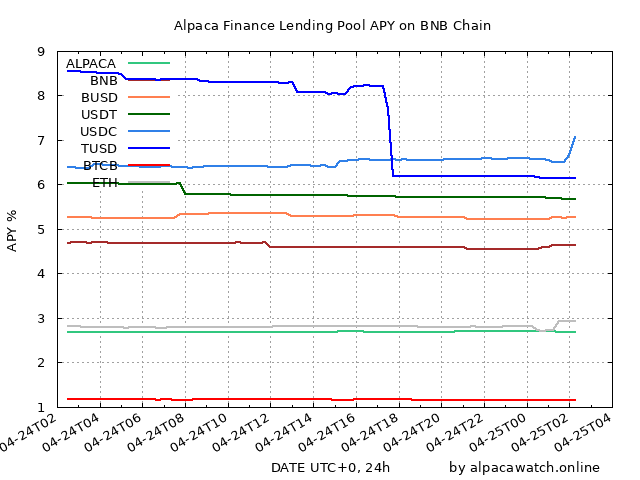 Alpaca Finance Lending Pool APY on BNB Chain
9
8
7
6
5
4
3
2
1
APY %
ALPACA
BNB
BUSD
USDT
USDC
TUSD
BTCB
ETH
04-24T02 04-24T04 04-24T06 04-24T08 04-24T10 04-24T12 04-24T14 04-24T16 04-24T18 04-24T20 04-24T22 04-25T00 04-25T02 04-25T04
DATE UTC+0, 24h by alpacawatch.online